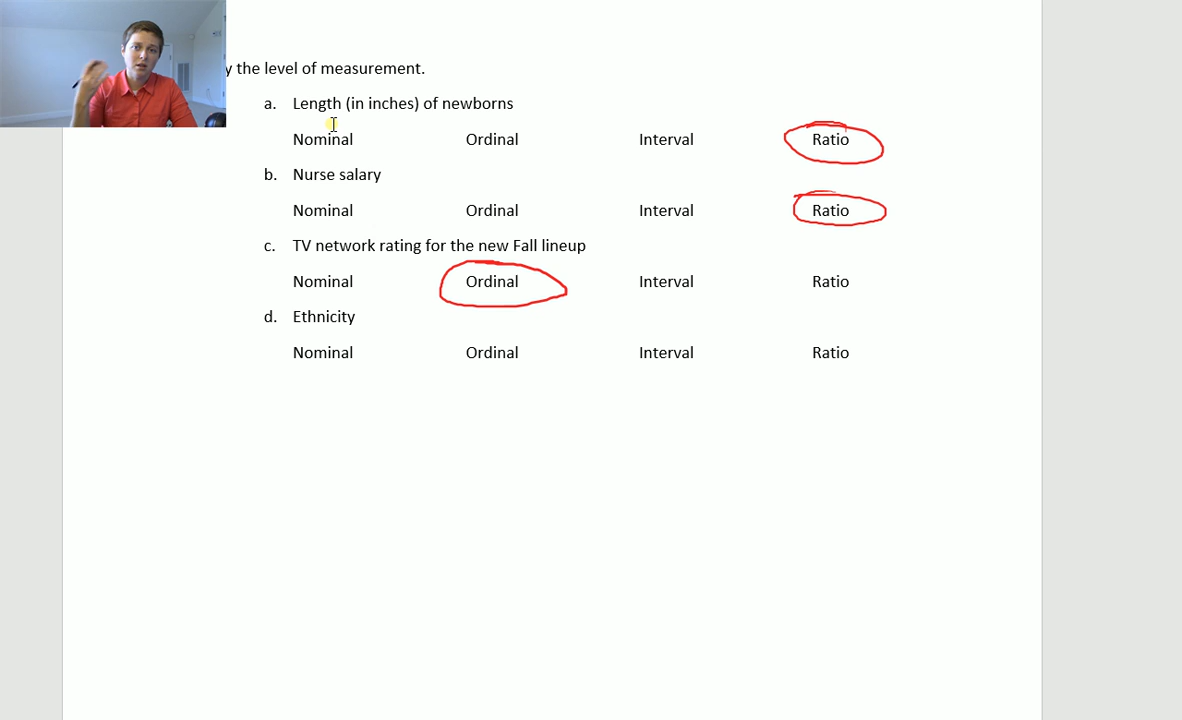 y the level of measurement.
a. Length (in inches) of newborns
Nominal Ordinal Interval Ratio
b. Nurse salary
Nominal Ordinal Interval Ratio
c. TV network rating for the new Fall lineup
Nominal Ordinal Interval Ratio
d. Ethnicity
Nominal Ordinal Interval Ratio